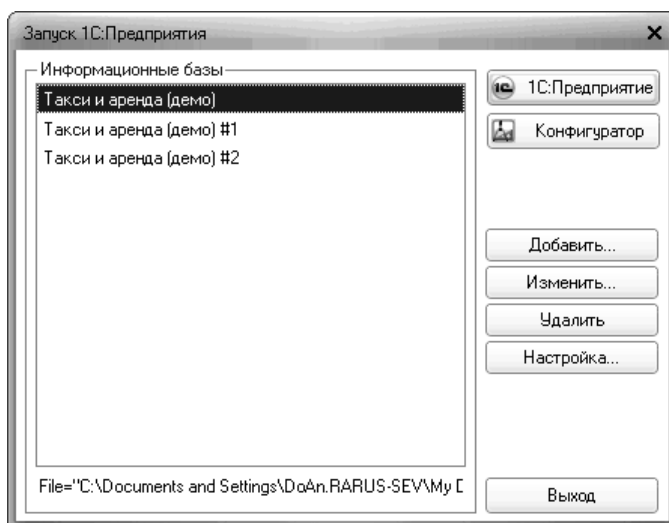 Запуск 1С:Предприятия
Информационные базы
Такси и аренда (демо)
Такси и аренда (демо) #1
Такси и аренда (демо) #2
File="C:\Documents and Settings\DoAn.RARUS-SEV\My D
1С:Предприятие
Конфигуратор
Добавить...
Изменить...
Удалить
Настройка...
Выход